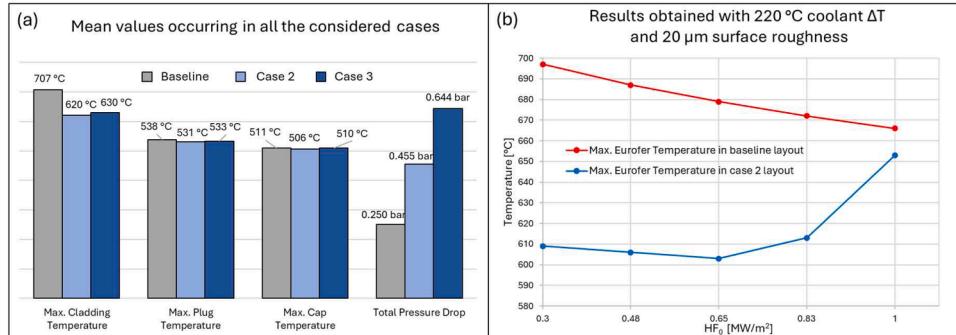 (a)
Mean values occurring in all the considered cases
Baseline
Case 2
Case 3
707 °C
620 °C
630 °C
538 °C
531 °C
533 °C
511 °C
506 °C
510 °C
0.250 bar
0.455 bar
0.644 bar
Max. Cladding
Temperature
Max. Plug
Temperature
Max. Cap
Temperature
Total Pressure Drop
(b)
Results obtained with 220 °C coolant ΔT
and 20 μm surface roughness
Temperature [°C]
700
690
680
670
660
650
640
630
620
610
600
590
580
Max. Eurofer Temperature in baseline layout
Max. Eurofer Temperature in case 2 layout
0.3
0.48
0.65
0.83
1
HF₀ [MW/m²]